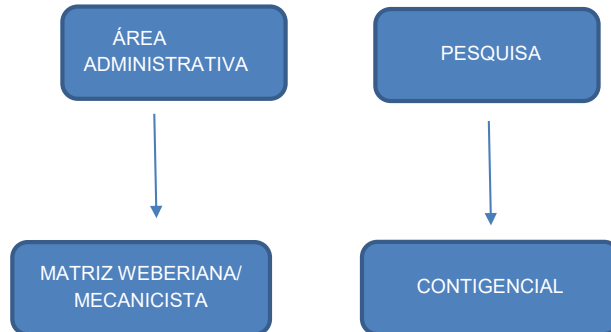 ÁREA
ADMINISTRATIVA
PESQUISA
MATRIZ WEBERIANA/
MECANICISTA
CONTIGENCIAL